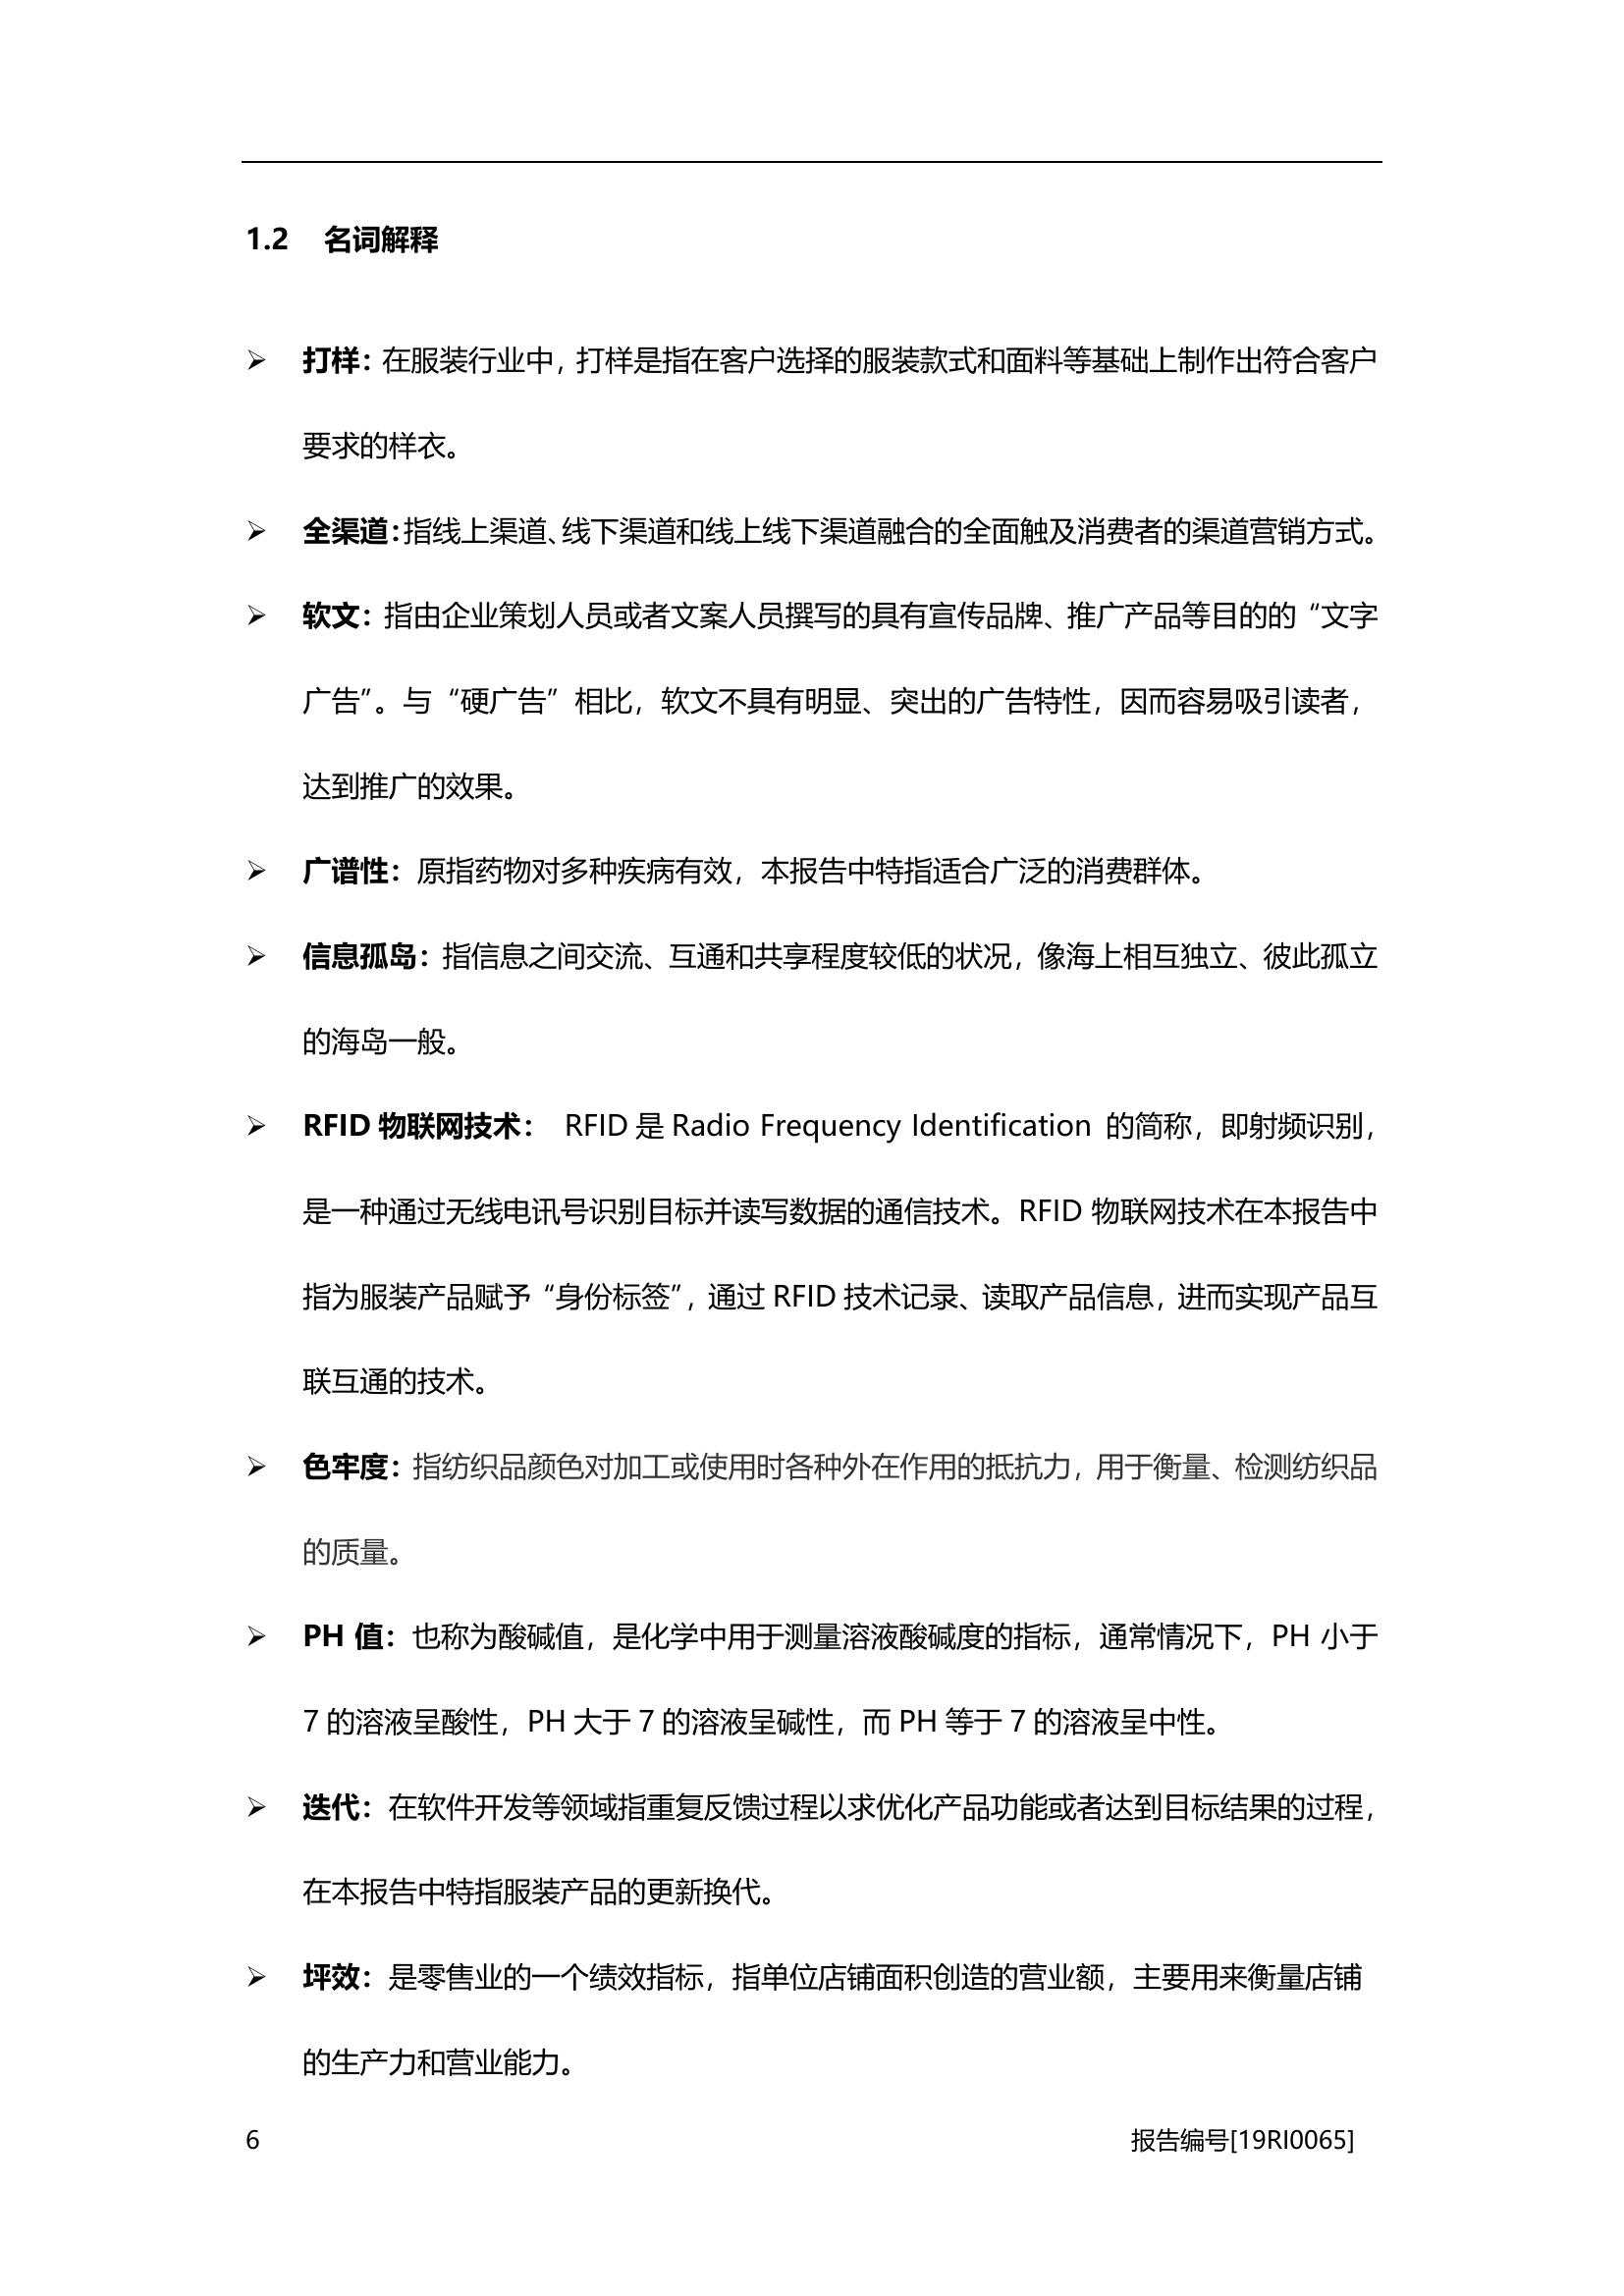 1.2 名词解释
➢ 打样：在服装行业中，打样是指在客户选择的服装款式和面料等基础上制作出符合客户
要求的样衣。
➢ 全渠道：指线上渠道、线下渠道和线上线下渠道融合的全面触及消费者的渠道营销方式。
➢ 软文：指由企业策划人员或者文案人员撰写的具有宣传品牌、推广产品等目的的“文字
广告”。与“硬广告”相比，软文不具有明显、突出的广告特性，因而容易吸引读者，
达到推广的效果。
➢ 广谱性：原指药物对多种疾病有效，本报告中特指适合广泛的消费群体。
➢ 信息孤岛：指信息之间交流、互通和共享程度较低的状况，像海上相互独立、彼此孤立
的海岛一般。
➢ RFID 物联网技术： RFID 是 Radio Frequency Identification 的简称，即射频识别，
是一种通过无线电讯号识别目标并读写数据的通信技术。RFID 物联网技术在本报告中
指为服装产品赋予“身份标签”，通过 RFID 技术记录、读取产品信息，进而实现产品互
联互通的技术。
➢ 色牢度：指纺织品颜色对加工或使用时各种外在作用的抵抗力，用于衡量、检测纺织品
的质量。
➢ PH 值：也称为酸碱值，是化学中用于测量溶液酸碱度的指标，通常情况下，PH 小于
7 的溶液呈酸性，PH 大于 7 的溶液呈碱性，而 PH 等于 7 的溶液呈中性。
➢ 迭代：在软件开发等领域指重复反馈过程以求优化产品功能或者达到目标结果的过程，
在本报告中特指服装产品的更新换代。
➢ 坪效：是零售业的一个绩效指标，指单位店铺面积创造的营业额，主要用来衡量店铺
的生产力和营业能力。
6 报告编号[19RI0065]